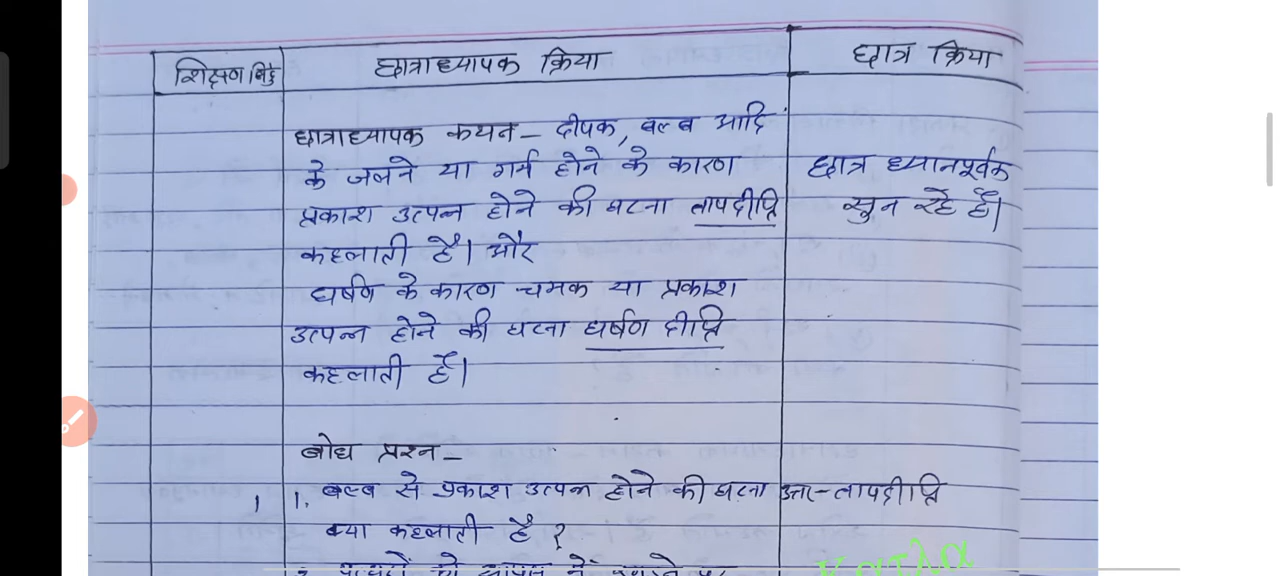 शिक्षण बिंदु छात्राध्यापक क्रिया छात्र क्रिया
छात्राध्यापक कथन – दीपक, बल्ब आदि
के जलने या गर्म होने के कारण
प्रकाश उत्पन्न होने की घटना तापदीप्ति
कहलाती है। और
घर्षण के कारण चमक या प्रकाश
उत्पन्न होने की घटना घर्षण दीप्ति
कहलाती है।
छात्र ध्यानपूर्वक
सुन रहे हैं।
बोध प्रश्न –
1. बल्ब से प्रकाश उत्पन्न होने की घटना
क्या कहलाती है?
उत्तर – तापदीप्ति